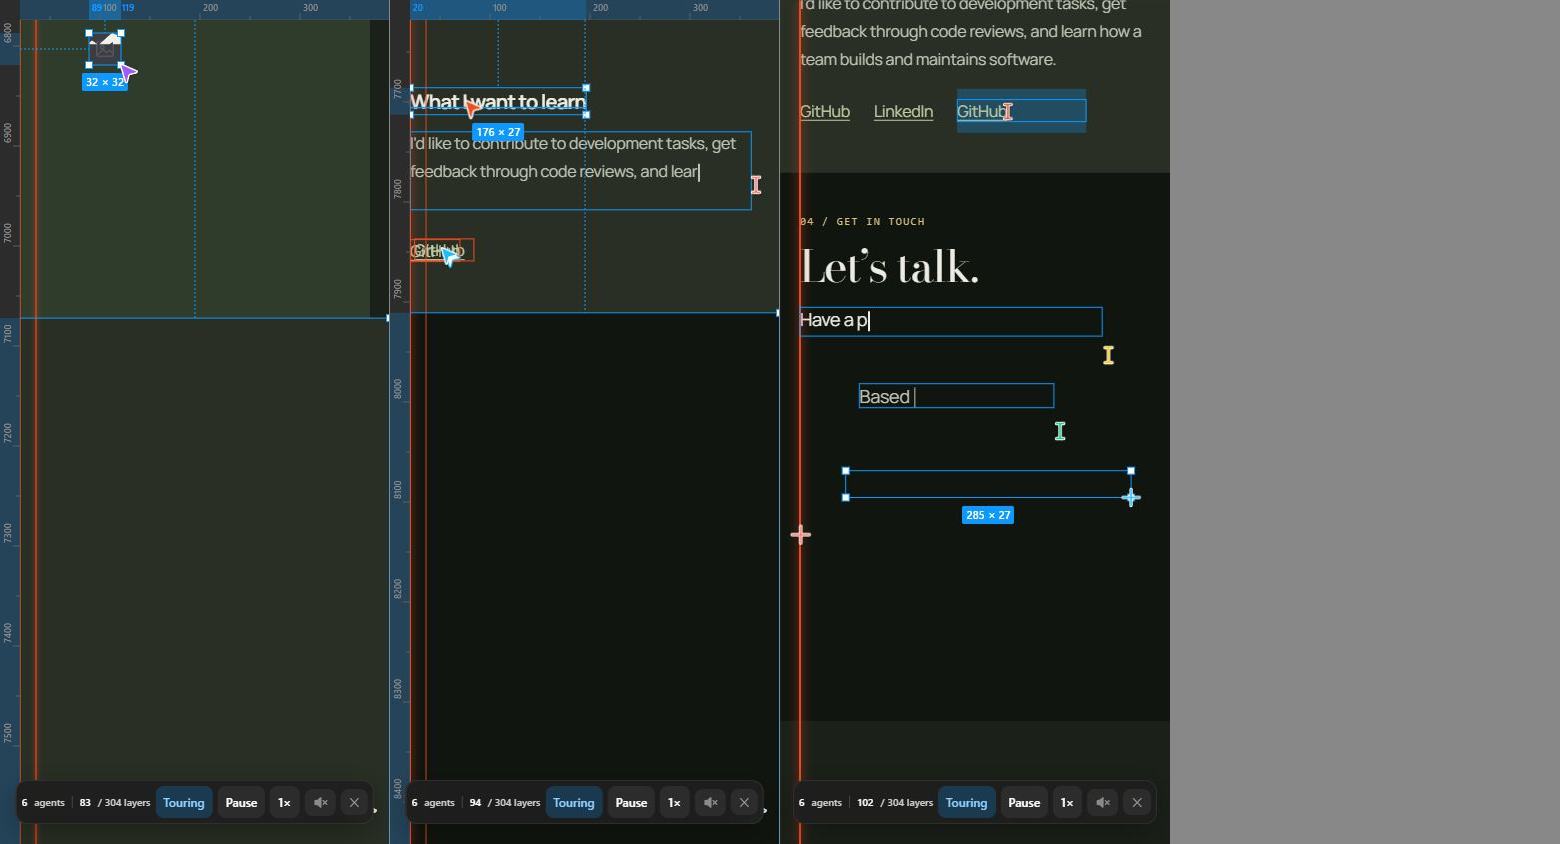 89 100 119 200 300
6800
32 × 32
6900
7000
7100
7200
7300
7400
7500
6 agents 83 / 304 layers Touring Pause 1×
20 100 200 300
7700
What I want to learn
176 × 27
I'd like to contribute to development tasks, get
feedback through code reviews, and lear
7800
GitHub
7900
8000
8100
8200
8300
8400
6 agents 94 / 304 layers Touring Pause 1×
I'd like to contribute to development tasks, get
feedback through code reviews, and learn how a
team builds and maintains software.
GitHub LinkedIn GitHub
04 / GET IN TOUCH
Let's talk.
Have a p
Based
285 × 27
6 agents 102 / 304 layers Touring Pause 1×